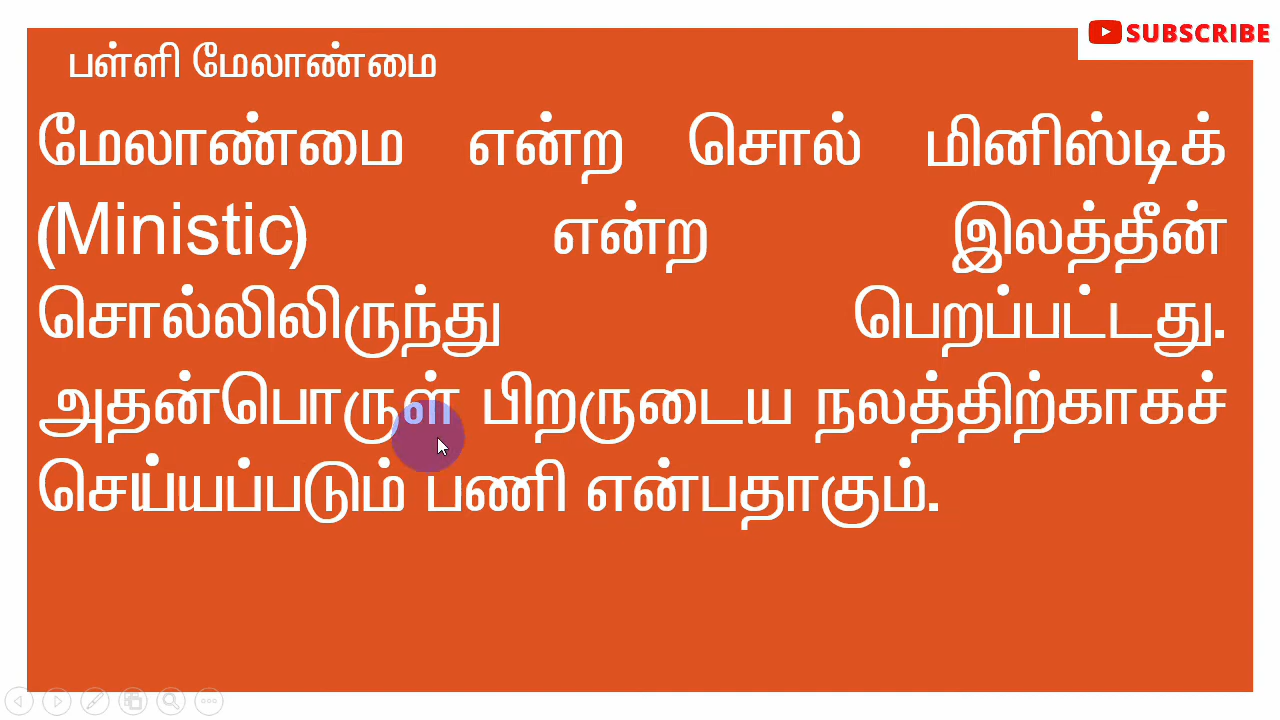 SUBSCRIBE
பள்ளி மேலாண்மை
மேலாண்மை என்ற சொல் மினிஸ்டிக்
(Ministic) என்ற இலத்தீன்
சொல்லிலிருந்து பெறப்பட்டது.
அதன்பொருள் பிறருடைய நலத்திற்காகச்
செய்யப்படும் பணி என்பதாகும்.